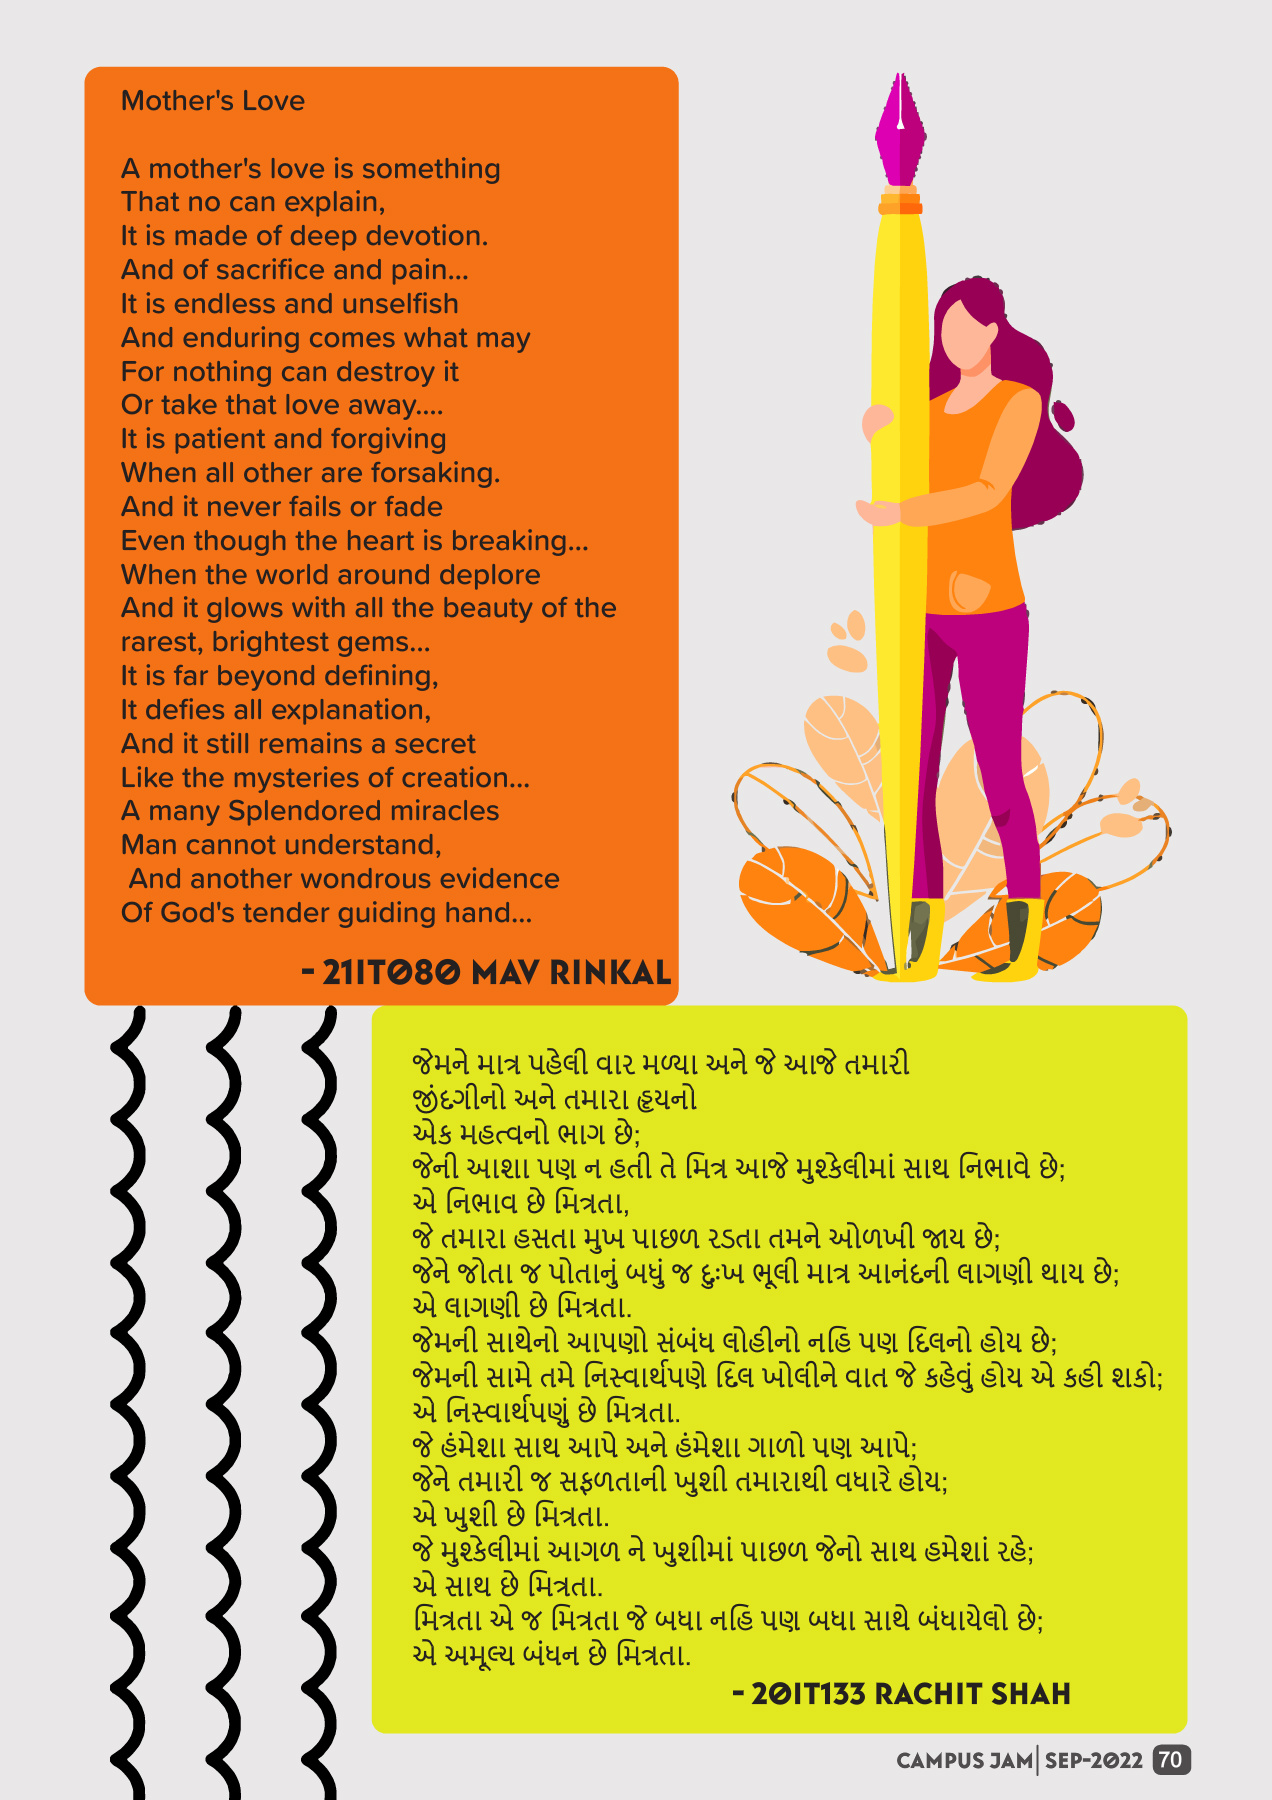 Mother's Love
A mother's love is something
That no can explain,
It is made of deep devotion.
And of sacrifice and pain...
It is endless and unselfish
And enduring comes what may
For nothing can destroy it
Or take that love away....
It is patient and forgiving
When all other are forsaking.
And it never fails or fade
Even though the heart is breaking...
When the world around deplore
And it glows with all the beauty of the
rarest, brightest gems...
It is far beyond defining,
It defies all explanation,
And it still remains a secret
Like the mysteries of creation...
A many Splendored miracles
Man cannot understand,
And another wondrous evidence
Of God's tender guiding hand...
- 21IT080 MAV RINKAL
જેમને માત્ર પહેલી વાર મળ્યા અને જે આજે તમારી
જીંદગીનો અને તમારા હૃયનો
એક મહત્વનો ભાગ છે;
જેની આશા પણ ન હતી તે મિત્ર આજે મુશ્કેલીમાં સાથ નિભાવે છે;
એ નિભાવ છે મિત્રતા,
જે તમારા હસતા મુખ પાછળ રડતા તમને ઓળખી જાય છે;
જેને જોતા જ પોતાનું બધું જ દુઃખ ભૂલી માત્ર આનંદની લાગણી થાય છે;
એ લાગણી છે મિત્રતા.
જેમની સાથેનો આપણો સંબંધ લોહીનો નહિ પણ દિલનો હોય છે;
જેમની સામે તમે નિસ્વાર્થપણે દિલ ખોલીને વાત જે કહેવું હોય એ કહી શકો;
એ નિસ્વાર્થપણું છે મિત્રતા.
જે હંમેશા સાથ આપે અને હંમેશા ગાળો પણ આપે;
જેને તમારી જ સફળતાની ખુશી તમારાથી વધારે હોય;
એ ખુશી છે મિત્રતા.
જે મુશ્કેલીમાં આગળ ને ખુશીમાં પાછળ જેનો સાથ હમેશાં રહે;
એ સાથ છે મિત્રતા.
મિત્રતા એ જ મિત્રતા જે બધા નહિ પણ બધા સાથે બંધાયેલો છે;
એ અમૂલ્ય બંધન છે મિત્રતા.
- 20IT133 RACHIT SHAH
CAMPUS JAM | SEP-2022 70